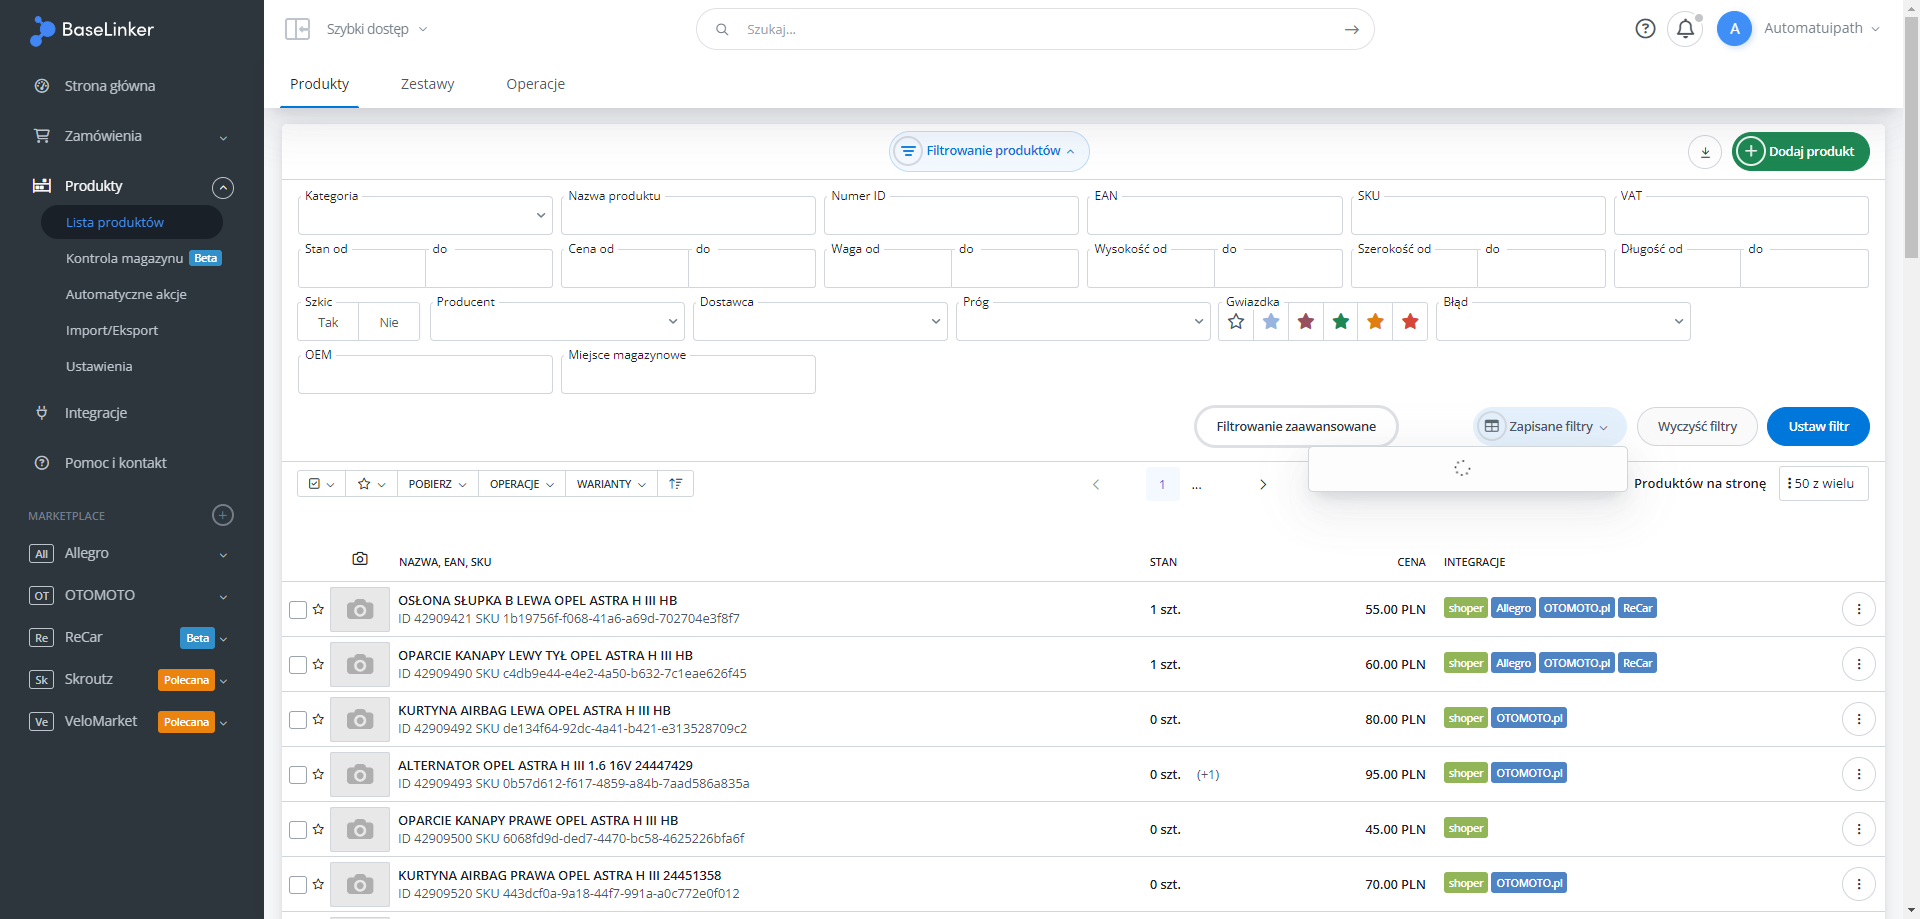 BaseLinker
Szybki dostęp
Szukaj...
A
Automatuipath
Strona główna
Zamówienia
Produkty
Lista produktów
Kontrola magazynu Beta
Automatyczne akcje
Import/Eksport
Ustawienia
Integracje
Pomoc i kontakt
MARKETPLACE
All Allegro
OT OTOMOTO
Re ReCar Beta
Sk Skroutz Polecana
Ve VeloMarket Polecana
Produkty Zestawy Operacje
Filtrowanie produktów
Dodaj produkt
Kategoria Nazwa produktu Numer ID EAN SKU VAT
Stan od do Cena od do Waga od do Wysokość od do Szerokość od do Długość od do
Szkic Producent Dostawca Próg Gwiazdka Błąd
Tak Nie
OEM Miejsce magazynowe
Filtrowanie zaawansowane Zapisane filtry Wyczyść filtry Ustaw filtr
POBIERZ OPERACJE WARIANTY 1 ... Produktów na stronę 50 z wielu
NAZWA, EAN, SKU STAN CENA INTEGRACJE
OSŁONA SŁUPKA B LEWA OPEL ASTRA H III HB
ID 42909421 SKU 1b19756f-f068-41a6-a69d-702704e3f8f7
1 szt. 55.00 PLN shoper Allegro OTOMOTO.pl ReCar
OPARCIE KANAPY LEWY TYŁ OPEL ASTRA H III HB
ID 42909490 SKU c4db9e44-e4e2-4a50-b632-7c1eae626f45
1 szt. 60.00 PLN shoper Allegro OTOMOTO.pl ReCar
KURTYNA AIRBAG LEWA OPEL ASTRA H III HB
ID 42909492 SKU de134f64-92dc-4a41-b421-e313528709c2
0 szt. 80.00 PLN shoper OTOMOTO.pl
ALTERNATOR OPEL ASTRA H III 1.6 16V 24447429
ID 42909493 SKU 0b57d612-f617-4859-a84b-7aad586a835a
0 szt. (+1) 95.00 PLN shoper OTOMOTO.pl
OPARCIE KANAPY PRAWE OPEL ASTRA H III HB
ID 42909500 SKU 6068fd9d-ded7-4470-bc58-4625226bfa6f
0 szt. 45.00 PLN shoper
KURTYNA AIRBAG PRAWA OPEL ASTRA H III 24451358
ID 42909520 SKU 443dcf0a-9a18-44f7-991a-a0c772e0f012
0 szt. 70.00 PLN shoper OTOMOTO.pl